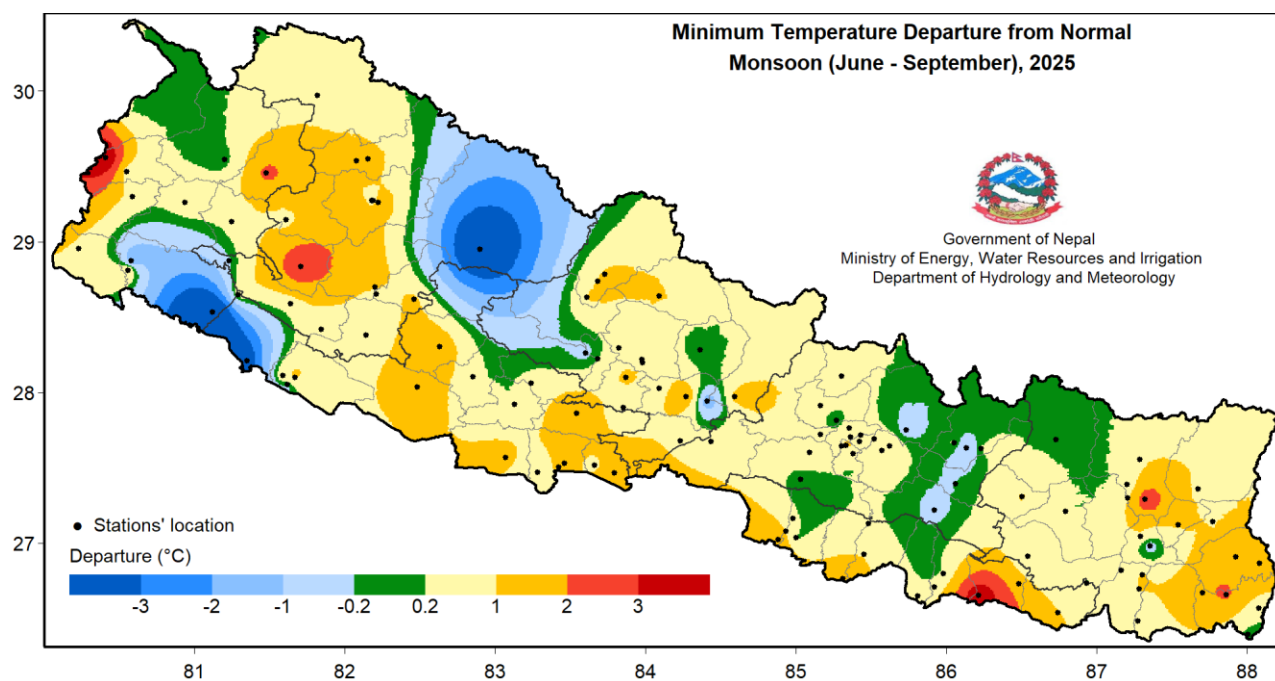 Minimum Temperature Departure from Normal
Monsoon (June - September), 2025
Government of Nepal
Ministry of Energy, Water Resources and Irrigation
Department of Hydrology and Meteorology
30
29
28
27
Stations' location
Departure (°C)
-3 -2 -1 -0.2 0.2 1 2 3
81 82 83 84 85 86 87 88